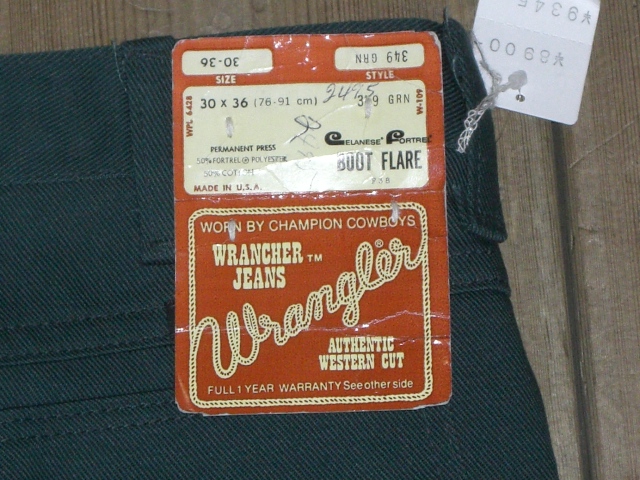 30-36
SIZE
349 GRN
STYLE
WPL 6428
30 x 36 (76-91 cm)
2495
349 GRN
W-109
PERMANENT PRESS
50% FORTREL® POLYESTER
50% COTTON
MADE IN U.S.A.
CELANESE® FORTREL®
BOOT FLARE
WORN BY CHAMPION COWBOYS
WRANCHER™
JEANS
Wrangler®
AUTHENTIC
WESTERN CUT
FULL 1 YEAR WARRANTY See other side
¥8900